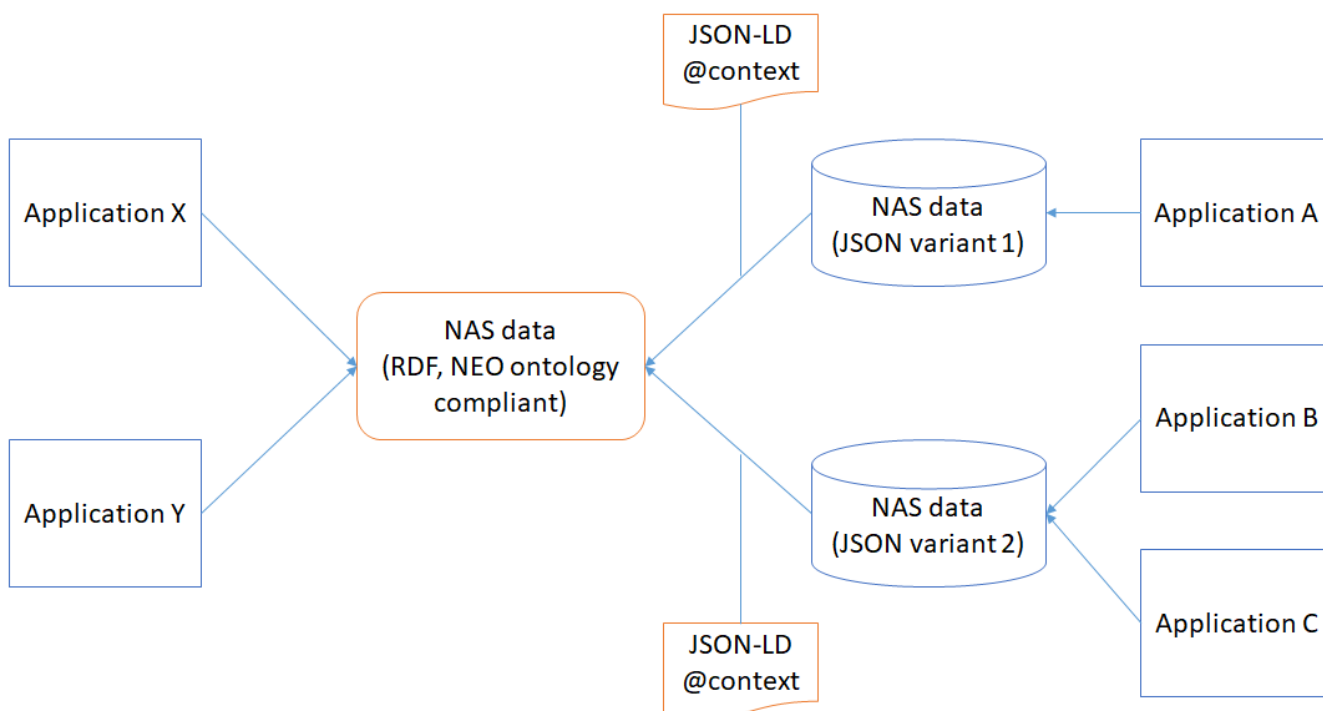 JSON-LD
@context
Application X
NAS data
(JSON variant 1)
Application A
NAS data
(RDF, NEO ontology
compliant)
Application B
Application Y
NAS data
(JSON variant 2)
Application C
JSON-LD
@context